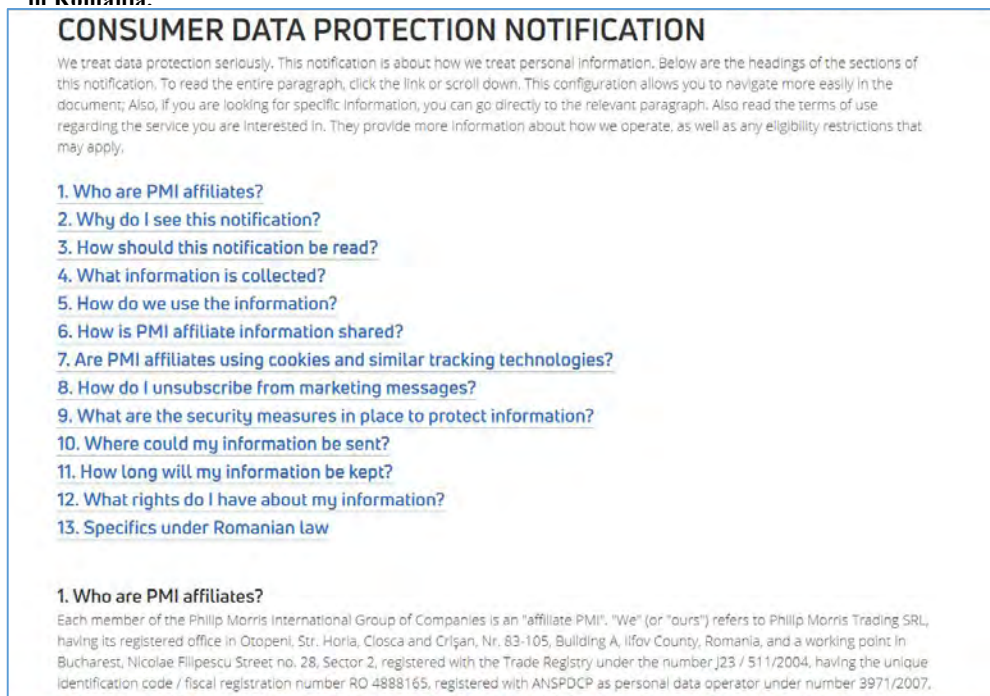 in Romania.
CONSUMER DATA PROTECTION NOTIFICATION
We treat data protection seriously. This notification is about how we treat personal information. Below are the headings of the sections of
this notification. To read the entire paragraph, click the link or scroll down. This configuration allows you to navigate more easily in the
document; Also, if you are looking for specific information, you can go directly to the relevant paragraph. Also read the terms of use
regarding the service you are interested in. They provide more information about how we operate, as well as any eligibility restrictions that
may apply.
1. Who are PMI affiliates?
2. Why do I see this notification?
3. How should this notification be read?
4. What information is collected?
5. How do we use the information?
6. How is PMI affiliate information shared?
7. Are PMI affiliates using cookies and similar tracking technologies?
8. How do I unsubscribe from marketing messages?
9. What are the security measures in place to protect information?
10. Where could my information be sent?
11. How long will my information be kept?
12. What rights do I have about my information?
13. Specifics under Romanian law
1. Who are PMI affiliates?
Each member of the Philip Morris International Group of Companies is an "affiliate PMI". "We" (or "ours") refers to Philip Morris Trading SRL,
having its registered office in Otopeni, Str. Horia, Closca and Crişan, Nr. 83-105, Building A, Ilfov County, Romania, and a working point in
Bucharest, Nicolae Filipescu Street no. 28, Sector 2, registered with the Trade Registry under the number J23 / 511/2004, having the unique
identification code / fiscal registration number RO 4888165, registered with ANSPDCP as personal data operator under number 3971/2007,